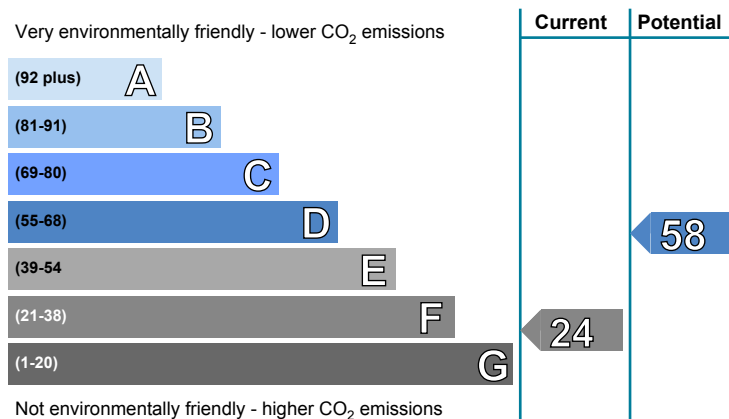 Current Potential
Very environmentally friendly - lower CO₂ emissions
(92 plus) A
(81-91) B
(69-80) C
(55-68) D
58
(39-54 E
(21-38) F
24
(1-20) G
Not environmentally friendly - higher CO₂ emissions